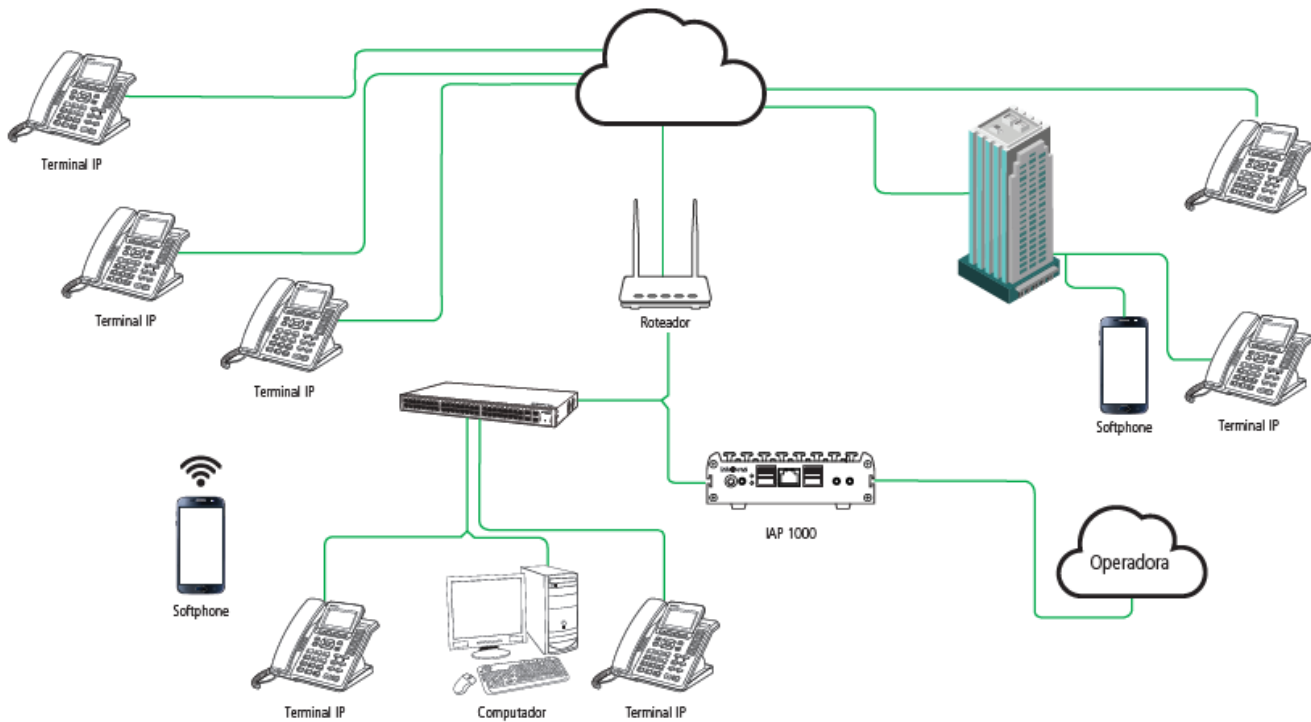 Terminal IP
Terminal IP
Roteador
Terminal IP
Softphone
Terminal IP
IAP 1000
Operadora
Softphone
Terminal IP
Computador
Terminal IP